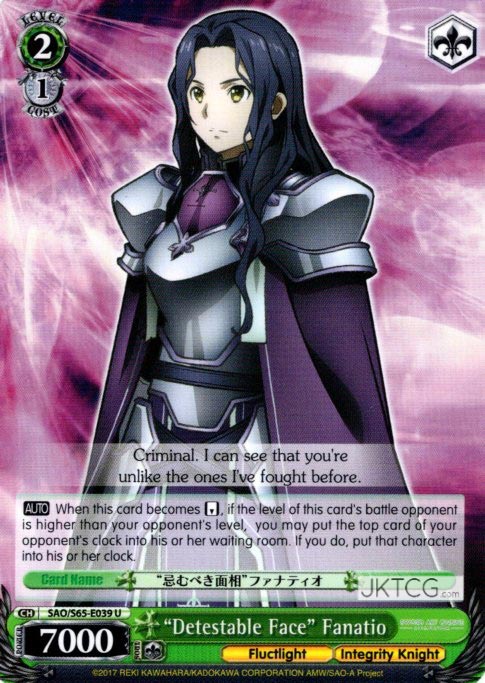 LEVEL
2
1
COST
Criminal. I can see that you're
unlike the ones I've fought before.
AUTO When this card becomes , if the level of this card's battle opponent
is higher than your opponent's level, you may put the top card of your
opponent's clock into his or her waiting room. If you do, put that character
into his or her clock.
Card Name
“忌むべき面相”ファナティオ
JKTCG.com
CH SAO/S65-E039 U
POWER
7000
SOUL
“Detestable Face” Fanatio
Fluctlight
Integrity Knight
©2017 REKI KAWAHARA/KADOKAWA CORPORATION AMW/SAO-A Project